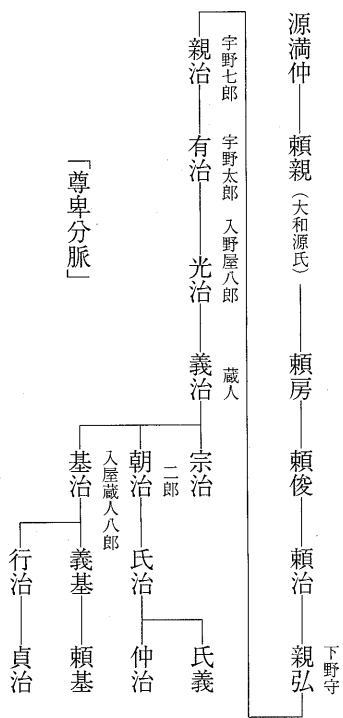 源満仲
頼親（大和源氏）
頼房
頼俊
頼治
下野守
親弘
宇野七郎
親治
宇野太郎
有治
入野屋八郎
光治
蔵人
義治
宗治
二郎
朝治
入屋蔵人八郎
基治
氏義
氏治
仲治
義基
頼基
行治
貞治
「尊卑分脈」